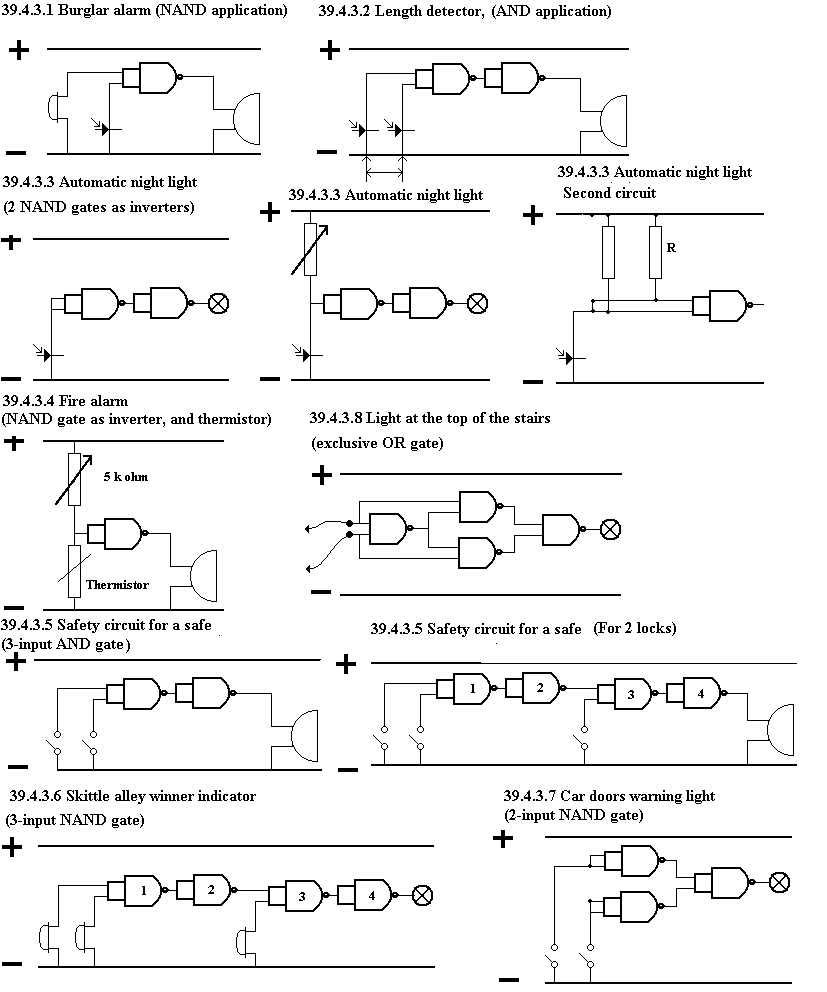 39.4.3.1 Burglar alarm (NAND application)
39.4.3.2 Length detector, (AND application)
+
+
−
−
39.4.3.3 Automatic night light
(2 NAND gates as inverters)
39.4.3.3 Automatic night light
39.4.3.3 Automatic night light
Second circuit
+
+
+
R
−
−
−
39.4.3.4 Fire alarm
(NAND gate as inverter, and thermistor)
39.4.3.8 Light at the top of the stairs
(exclusive OR gate)
+
+
5 k ohm
Thermistor
−
−
39.4.3.5 Safety circuit for a safe
(3-input AND gate)
39.4.3.5 Safety circuit for a safe (For 2 locks)
+
+
1 2 3 4
−
−
39.4.3.6 Skittle alley winner indicator
(3-input NAND gate)
39.4.3.7 Car doors warning light
(2-input NAND gate)
+
+
1 2 3 4
−
−